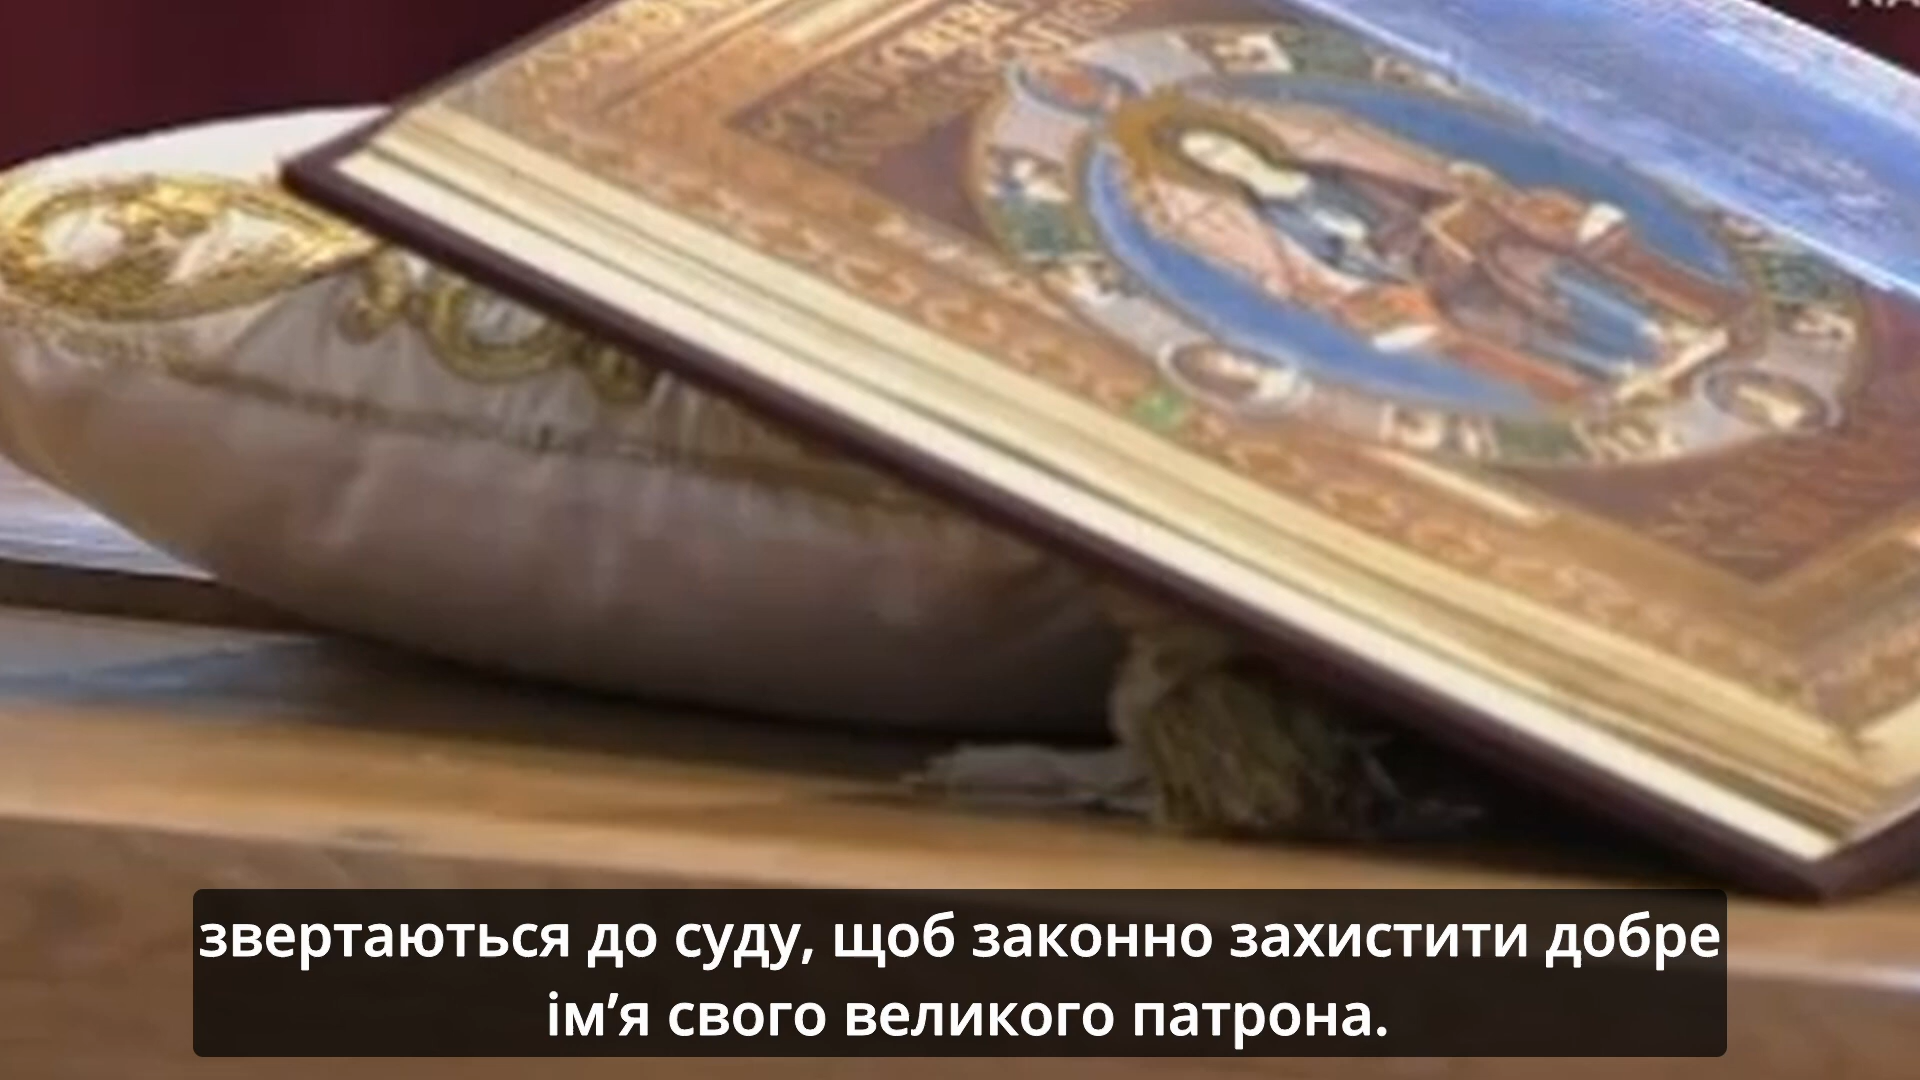 звертаються до суду, щоб законно захистити добре
ім’я свого великого патрона.